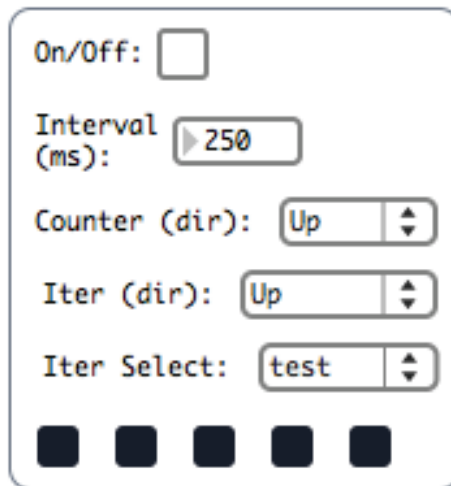 On/Off:
Interval
(ms): 250
Counter (dir): Up
Iter (dir): Up
Iter Select: test